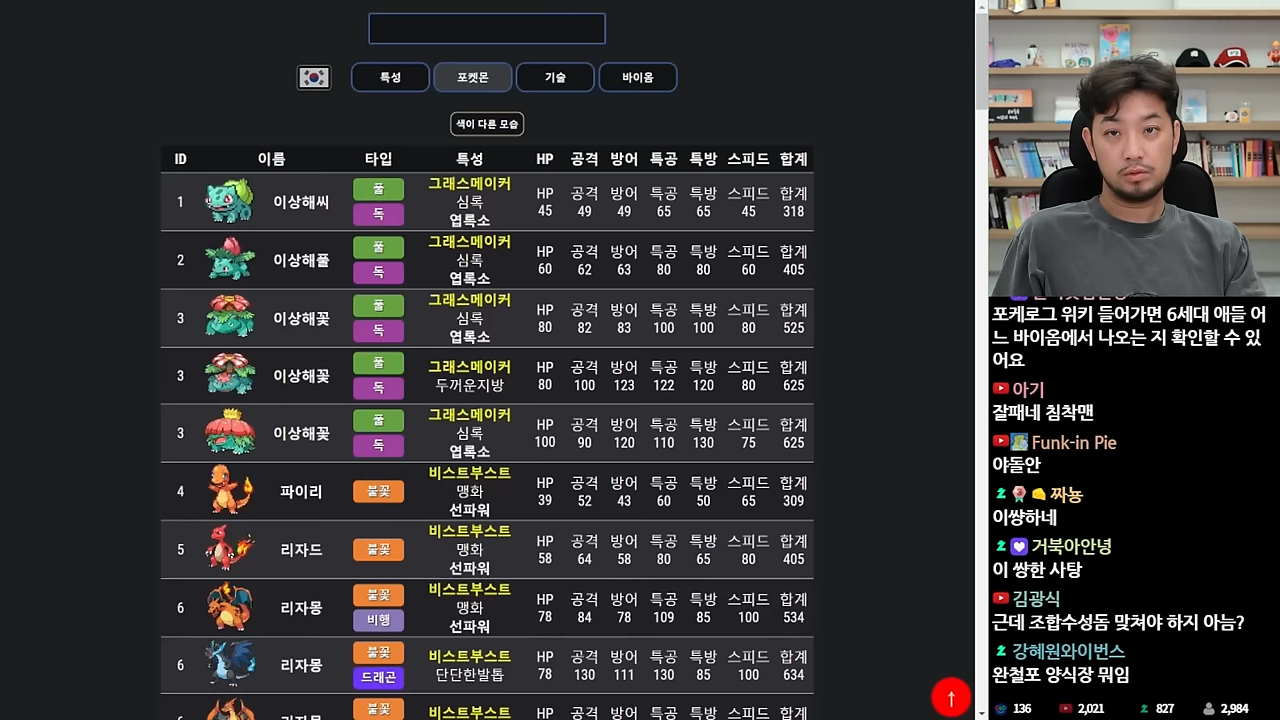 특성
포켓몬
기술
바이옴
색이 다른 모습
ID 이름 타입 특성 HP 공격 방어 특공 특방 스피드 합계
1 이상해씨 풀 독 그래스메이커 심록 엽록소 HP 45 공격 49 방어 49 특공 65 특방 65 스피드 45 합계 318
2 이상해풀 풀 독 그래스메이커 심록 엽록소 HP 60 공격 62 방어 63 특공 80 특방 80 스피드 60 합계 405
3 이상해꽃 풀 독 그래스메이커 심록 엽록소 HP 80 공격 82 방어 83 특공 100 특방 100 스피드 80 합계 525
3 이상해꽃 풀 독 그래스메이커 두꺼운지방 HP 80 공격 100 방어 123 특공 122 특방 120 스피드 80 합계 625
3 이상해꽃 풀 독 그래스메이커 심록 엽록소 HP 100 공격 90 방어 120 특공 110 특방 130 스피드 75 합계 625
4 파이리 불꽃 비스트부스트 맹화 선파워 HP 39 공격 52 방어 43 특공 60 특방 50 스피드 65 합계 309
5 리자드 불꽃 비스트부스트 맹화 선파워 HP 58 공격 64 방어 58 특공 80 특방 65 스피드 80 합계 405
6 리자몽 불꽃 비행 비스트부스트 맹화 선파워 HP 78 공격 84 방어 78 특공 109 특방 85 스피드 100 합계 534
6 리자몽 불꽃 드래곤 비스트부스트 단단한발톱 HP 78 공격 130 방어 111 특공 130 특방 85 스피드 100 합계 634
불꽃 비스트부스트 HP 공격 방어 특공 특방 스피드 합계
포케로그 위키 들어가면 6세대 애들 어
느 바이옴에서 나오는 지 확인할 수 있
어요
아기
잘패네 침착맨
Funk-in Pie
야돌안
짜뇽
이썅하네
거북아안녕
이 쌍한 사탕
김광식
근데 조합수성돔 맞쳐야 하지 아늠?
강혜원와이번스
완철포 양식장 뭐임
136 2,021 827 2,984